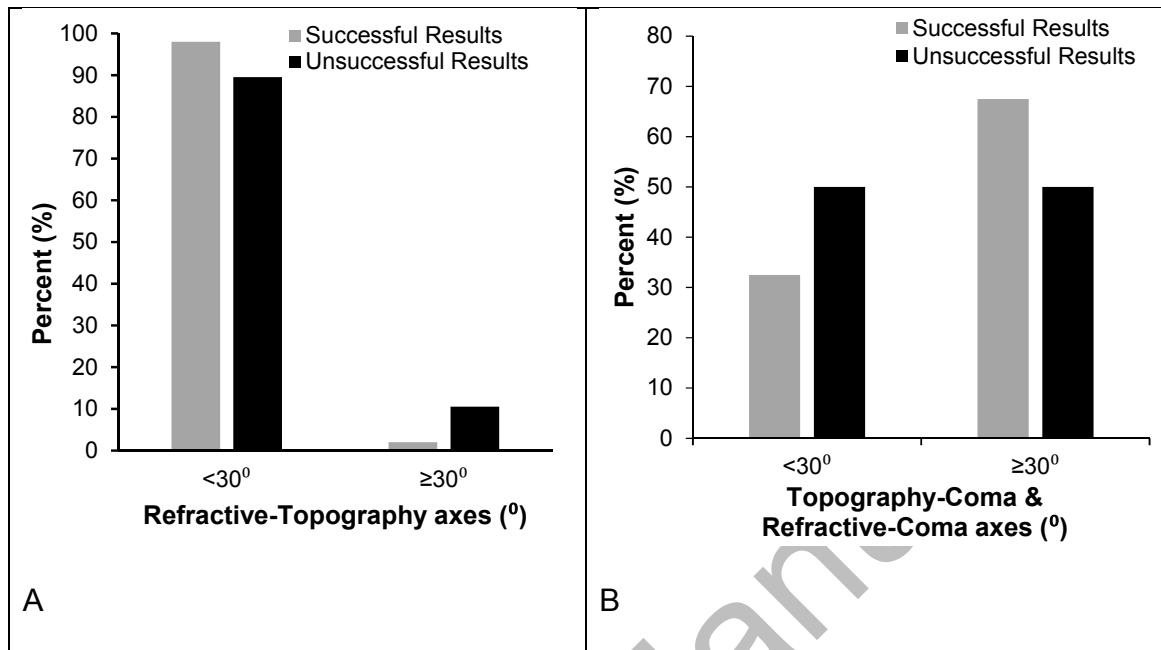 Successful Results
Unsuccessful Results
100
90
80
70
60
50
40
30
20
10
0
Percent (%)
<30⁰
≥30⁰
Refractive-Topography axes (⁰)
A
Successful Results
Unsuccessful Results
80
70
60
50
40
30
20
10
0
Percent (%)
<30⁰
≥30⁰
Topography-Coma &
Refractive-Coma axes (⁰)
B